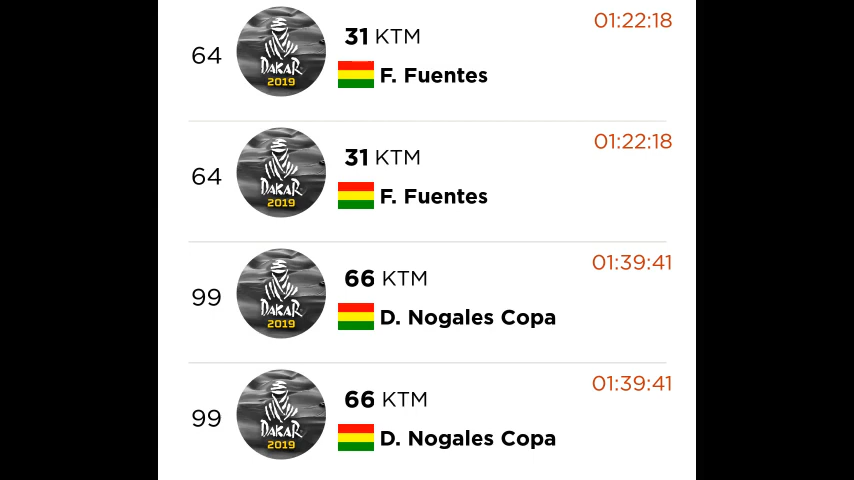 64
DAKAR
2019
31 KTM
F. Fuentes
01:22:18
64
DAKAR
2019
31 KTM
F. Fuentes
01:22:18
99
DAKAR
2019
66 KTM
D. Nogales Copa
01:39:41
99
DAKAR
2019
66 KTM
D. Nogales Copa
01:39:41